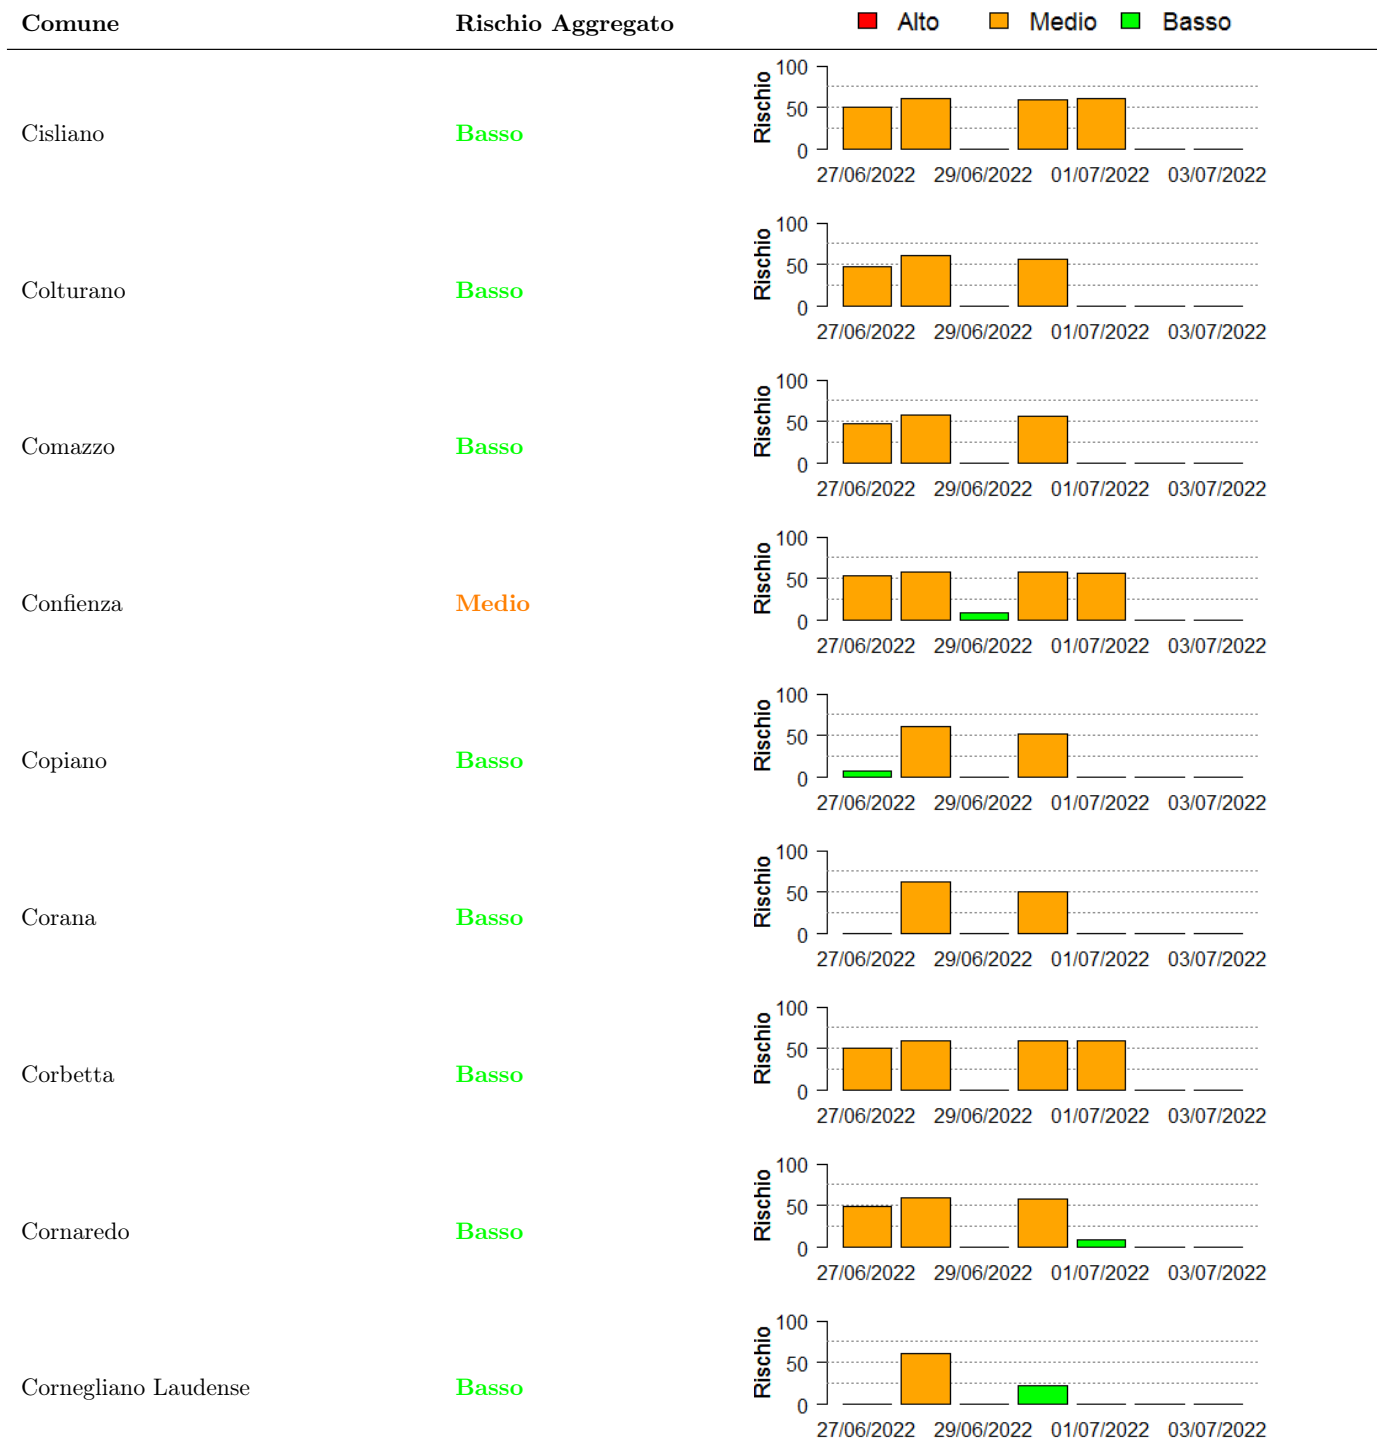 Comune Rischio Aggregato Alto Medio Basso
100
50
0
Rischio
Cisliano Basso
27/06/2022 29/06/2022 01/07/2022 03/07/2022
100
50
0
Rischio
Colturano Basso
27/06/2022 29/06/2022 01/07/2022 03/07/2022
100
50
0
Rischio
Comazzo Basso
27/06/2022 29/06/2022 01/07/2022 03/07/2022
100
50
0
Rischio
Confienza Medio
27/06/2022 29/06/2022 01/07/2022 03/07/2022
100
50
0
Rischio
Copiano Basso
27/06/2022 29/06/2022 01/07/2022 03/07/2022
100
50
0
Rischio
Corana Basso
27/06/2022 29/06/2022 01/07/2022 03/07/2022
100
50
0
Rischio
Corbetta Basso
27/06/2022 29/06/2022 01/07/2022 03/07/2022
100
50
0
Rischio
Cornaredo Basso
27/06/2022 29/06/2022 01/07/2022 03/07/2022
100
50
0
Rischio
Cornegliano Laudense Basso
27/06/2022 29/06/2022 01/07/2022 03/07/2022